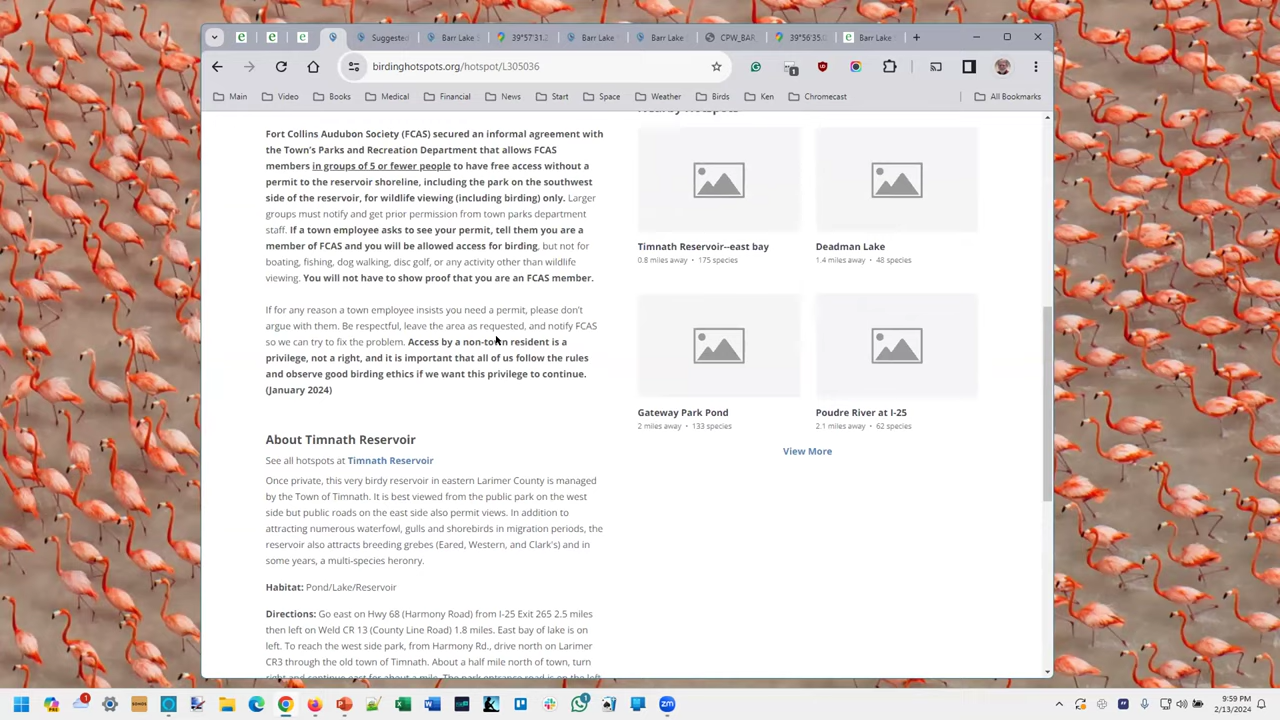 Suggested
Barr Lake
39°57'31.2
Barr Lake
Barr Lake
CPW_BAR
39°56'35.0
Barr Lake
birdinghotspots.org/hotspot/L305036
Main Video Books Medical Financial News Start Space Weather Birds Ken Chromecast All Bookmarks
Fort Collins Audubon Society (FCAS) secured an informal agreement with
the Town's Parks and Recreation Department that allows FCAS
members in groups of 5 or fewer people to have free access without a
permit to the reservoir shoreline, including the park on the southwest
side of the reservoir, for wildlife viewing (including birding) only. Larger
groups must notify and get prior permission from town parks department
staff. If a town employee asks to see your permit, tell them you are a
member of FCAS and you will be allowed access for birding, but not for
boating, fishing, dog walking, disc golf, or any activity other than wildlife
viewing. You will not have to show proof that you are an FCAS member.
If for any reason a town employee insists you need a permit, please don't
argue with them. Be respectful, leave the area as requested, and notify FCAS
so we can try to fix the problem. Access by a non-town resident is a
privilege, not a right, and it is important that all of us follow the rules
and observe good birding ethics if we want this privilege to continue.
(January 2024)
About Timnath Reservoir
See all hotspots at Timnath Reservoir
Once private, this very birdy reservoir in eastern Larimer County is managed
by the Town of Timnath. It is best viewed from the public park on the west
side but public roads on the east side also permit views. In addition to
attracting numerous waterfowl, gulls and shorebirds in migration periods, the
reservoir also attracts breeding grebes (Eared, Western, and Clark's) and in
some years, a multi-species heronry.
Habitat: Pond/Lake/Reservoir
Directions: Go east on Hwy 68 (Harmony Road) from I-25 Exit 265 2.5 miles
then left on Weld CR 13 (County Line Road) 1.8 miles. East bay of lake is on
left. To reach the west side park, from Harmony Rd., drive north on Larimer
CR3 through the old town of Timnath. About a half mile north of town, turn
right and continue east for about a mile. The park entrance road is on the left
Nearby Hotspots
Timnath Reservoir--east bay
0.8 miles away • 175 species
Deadman Lake
1.4 miles away • 48 species
Gateway Park Pond
2 miles away • 133 species
Poudre River at I-25
2.1 miles away • 62 species
View More
9:59 PM
2/13/2024